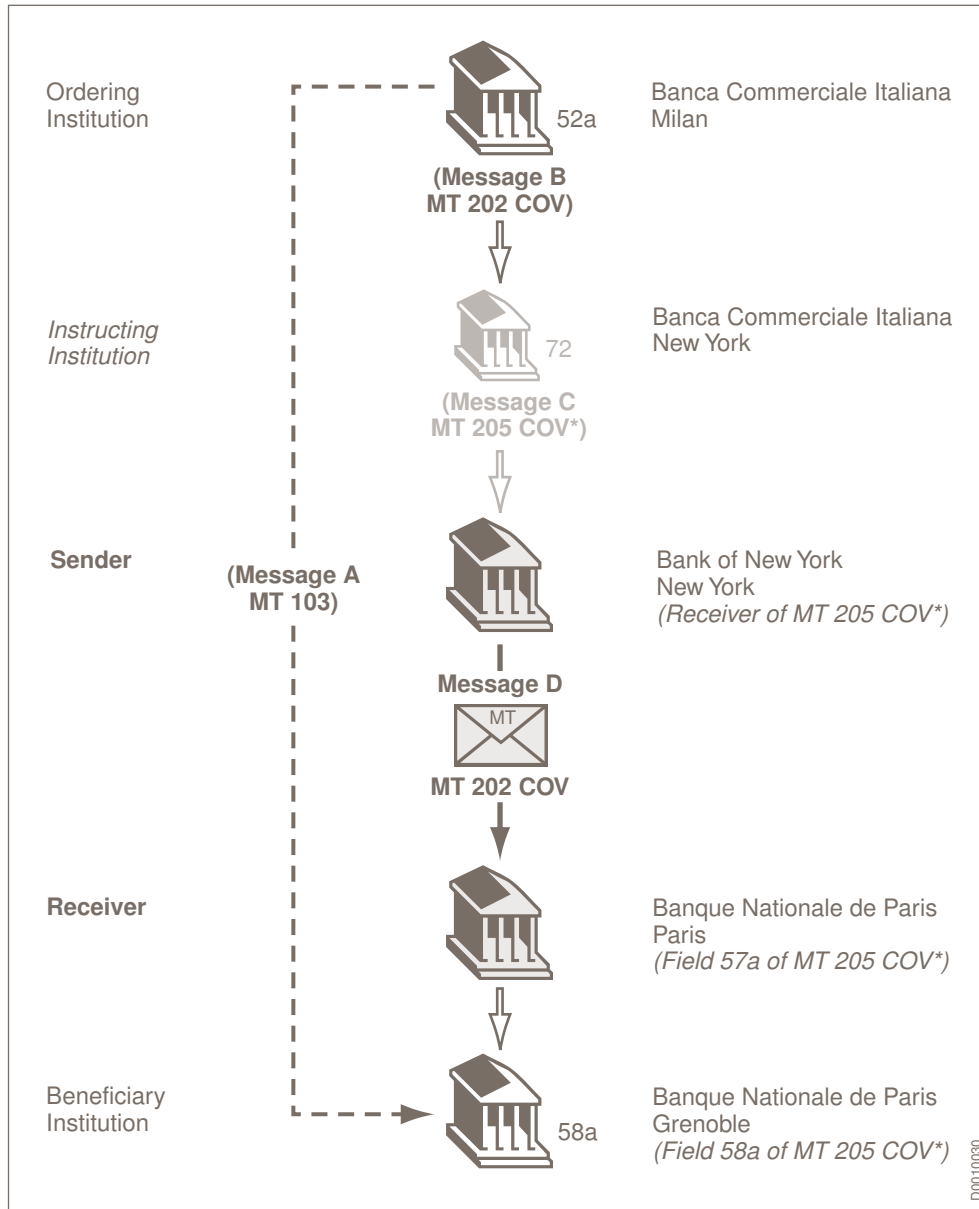 Ordering
Institution
52a
Banca Commerciale Italiana
Milan
(Message B
MT 202 COV)
Instructing
Institution
72
Banca Commerciale Italiana
New York
(Message C
MT 205 COV*)
Sender
(Message A
MT 103)
Bank of New York
New York
(Receiver of MT 205 COV*)
Message D
MT
MT 202 COV
Receiver
Banque Nationale de Paris
Paris
(Field 57a of MT 205 COV*)
Beneficiary
Institution
58a
Banque Nationale de Paris
Grenoble
(Field 58a of MT 205 COV*)
D0010030